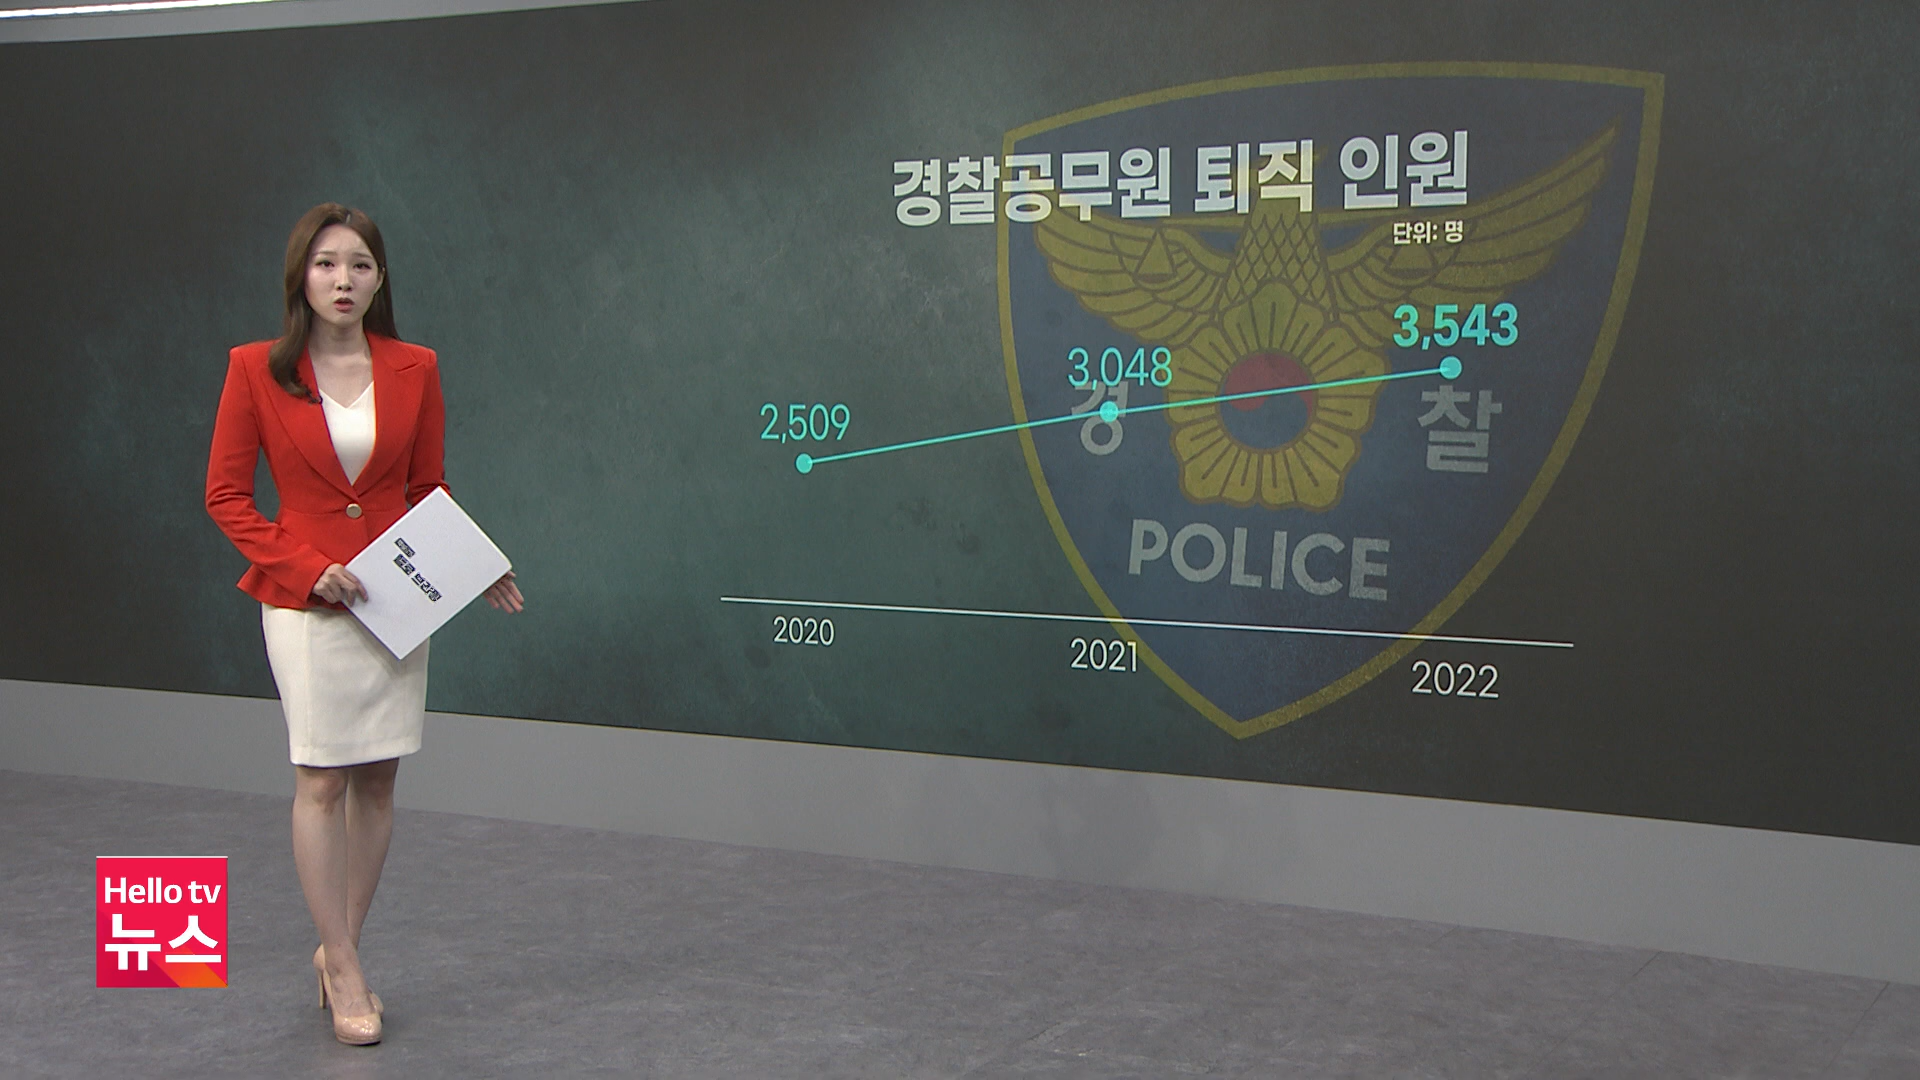 경찰공무원 퇴직 인원
단위: 명
2,509
3,048
3,543
경 찰
POLICE
2020
2021
2022
Hello tv
뉴스